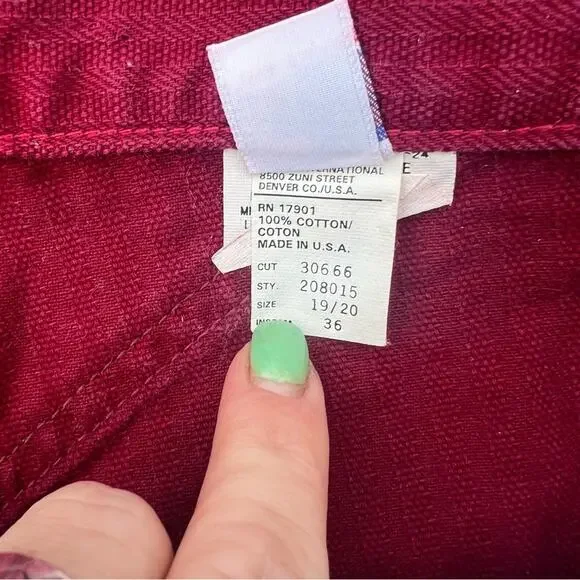 8500 ZUNI STREET
DENVER CO./U.S.A.
RN 17901
100% COTTON/
COTON
MADE IN U.S.A.
CUT 30666
STY. 208015
SIZE 19/20
36